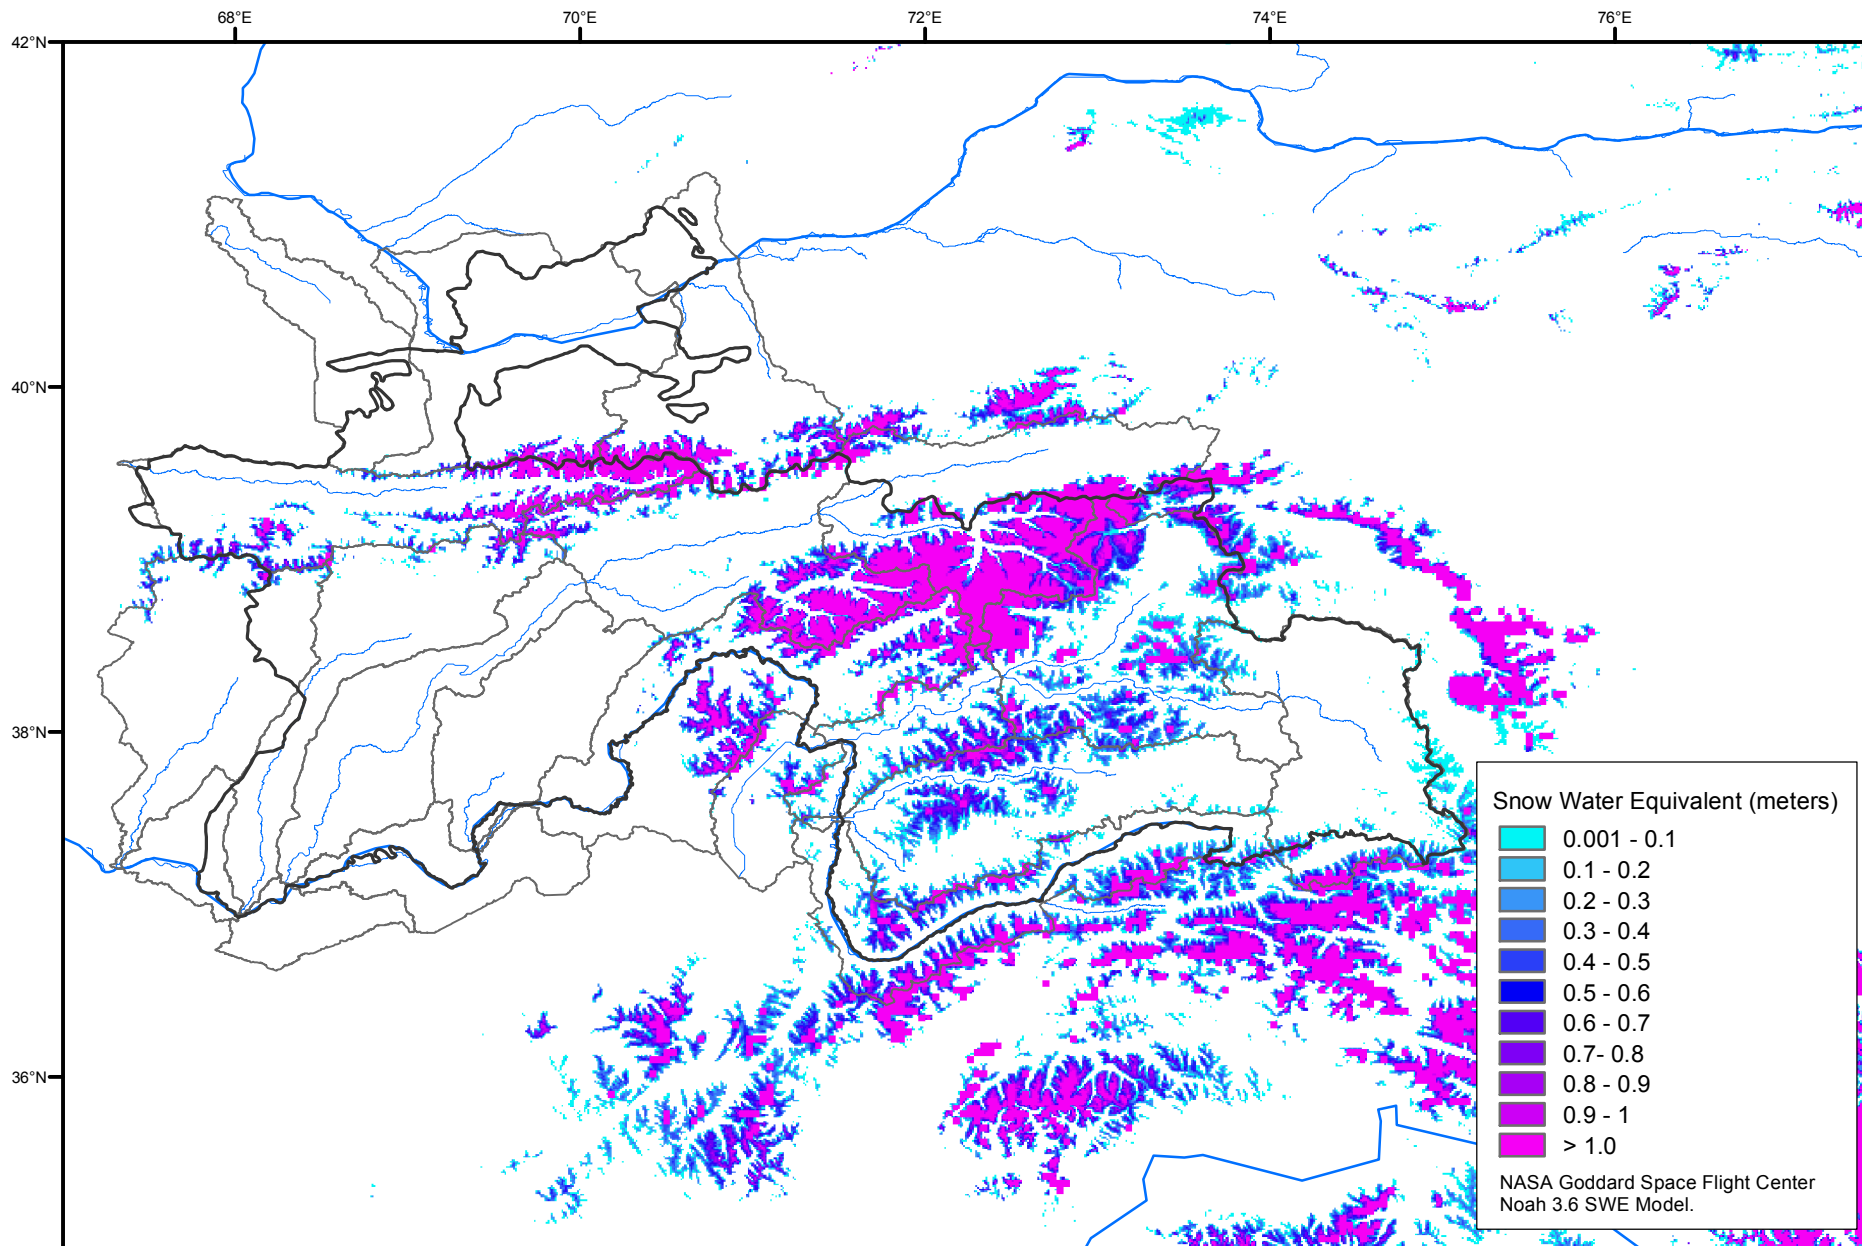 68°E 70°E 72°E 74°E 76°E
42°N
40°N
38°N
36°N
Snow Water Equivalent (meters)
0.001 - 0.1
0.1 - 0.2
0.2 - 0.3
0.3 - 0.4
0.4 - 0.5
0.5 - 0.6
0.6 - 0.7
0.7- 0.8
0.8 - 0.9
0.9 - 1
> 1.0
NASA Goddard Space Flight Center
Noah 3.6 SWE Model.